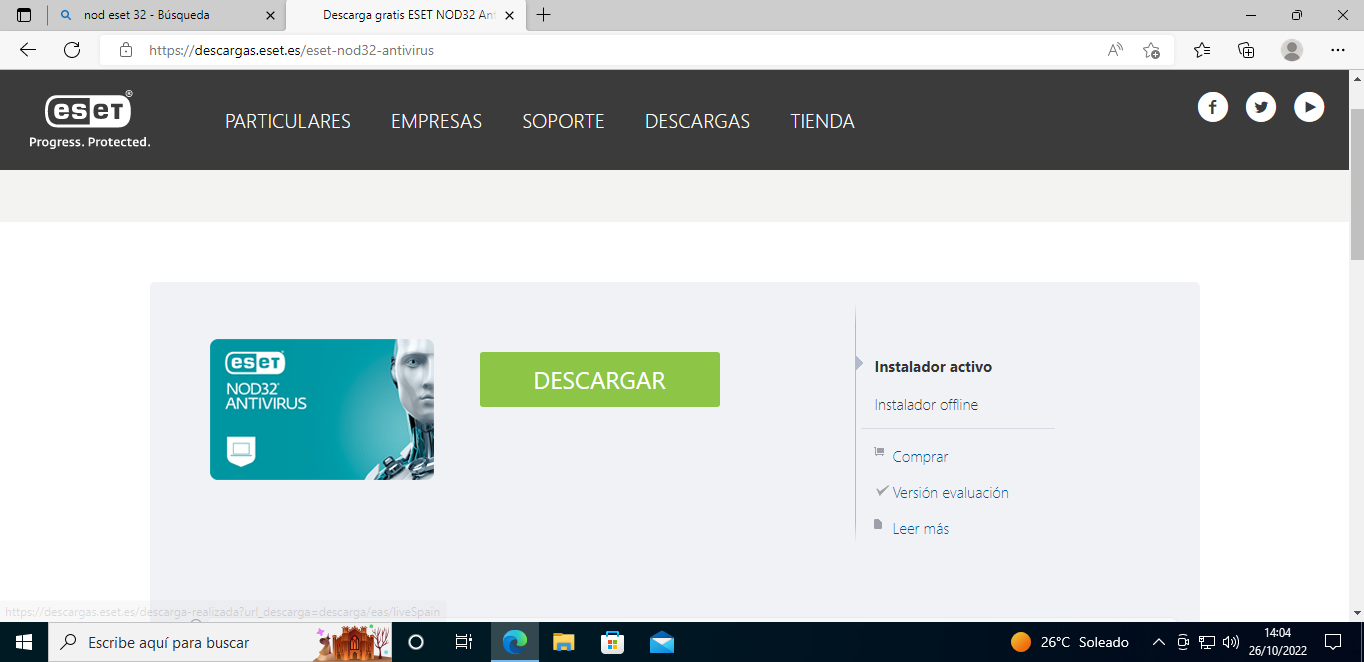 nod eset 32 - Búsqueda
Descarga gratis ESET NOD32 Ant
https://descargas.eset.es/eset-nod32-antivirus
eset
Progress. Protected.
PARTICULARES EMPRESAS SOPORTE DESCARGAS TIENDA
eset
NOD32
ANTIVIRUS
DESCARGAR
Instalador activo
Instalador offline
Comprar
Versión evaluación
Leer más
https://descargas.eset.es/descarga-realizada?url_descarga=descarga/eas/liveSpain
Escribe aquí para buscar
26°C Soleado
14:04
26/10/2022